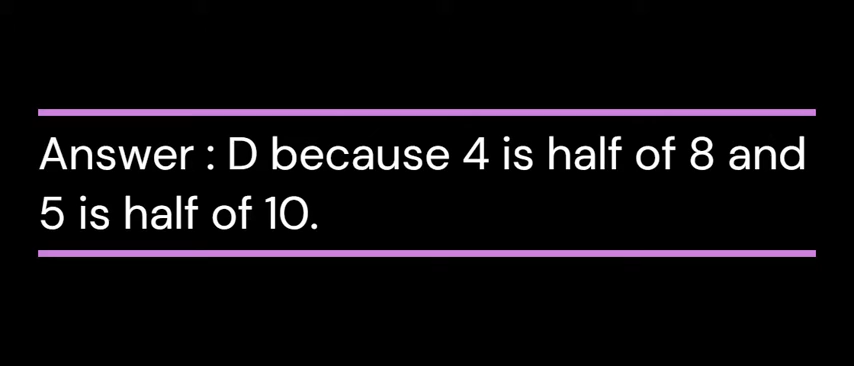 Answer : D because 4 is half of 8 and
5 is half of 10.